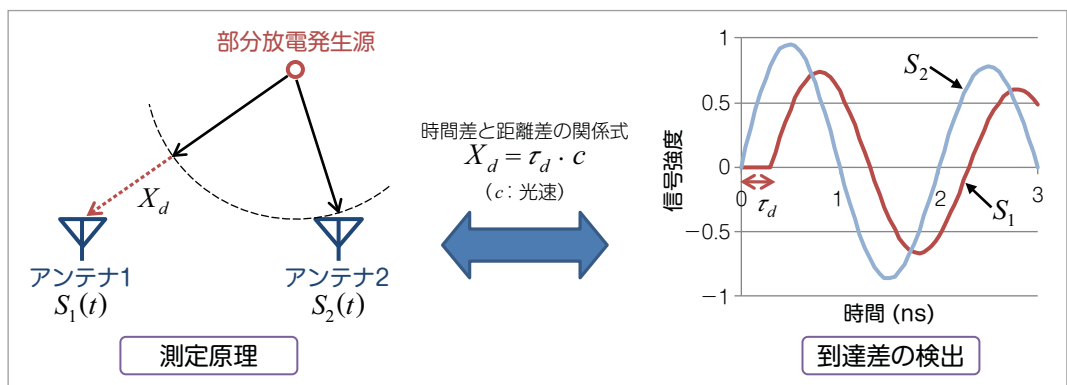 部分放電発生源
X_d
アンテナ1
S_1(t)
アンテナ2
S_2(t)
測定原理
時間差と距離差の関係式
X_d = τ_d · c
（c：光速）
信号強度
1
0.5
0
−0.5
−1
0
1
2
3
τ_d
S_2
S_1
時間 (ns)
到達差の検出